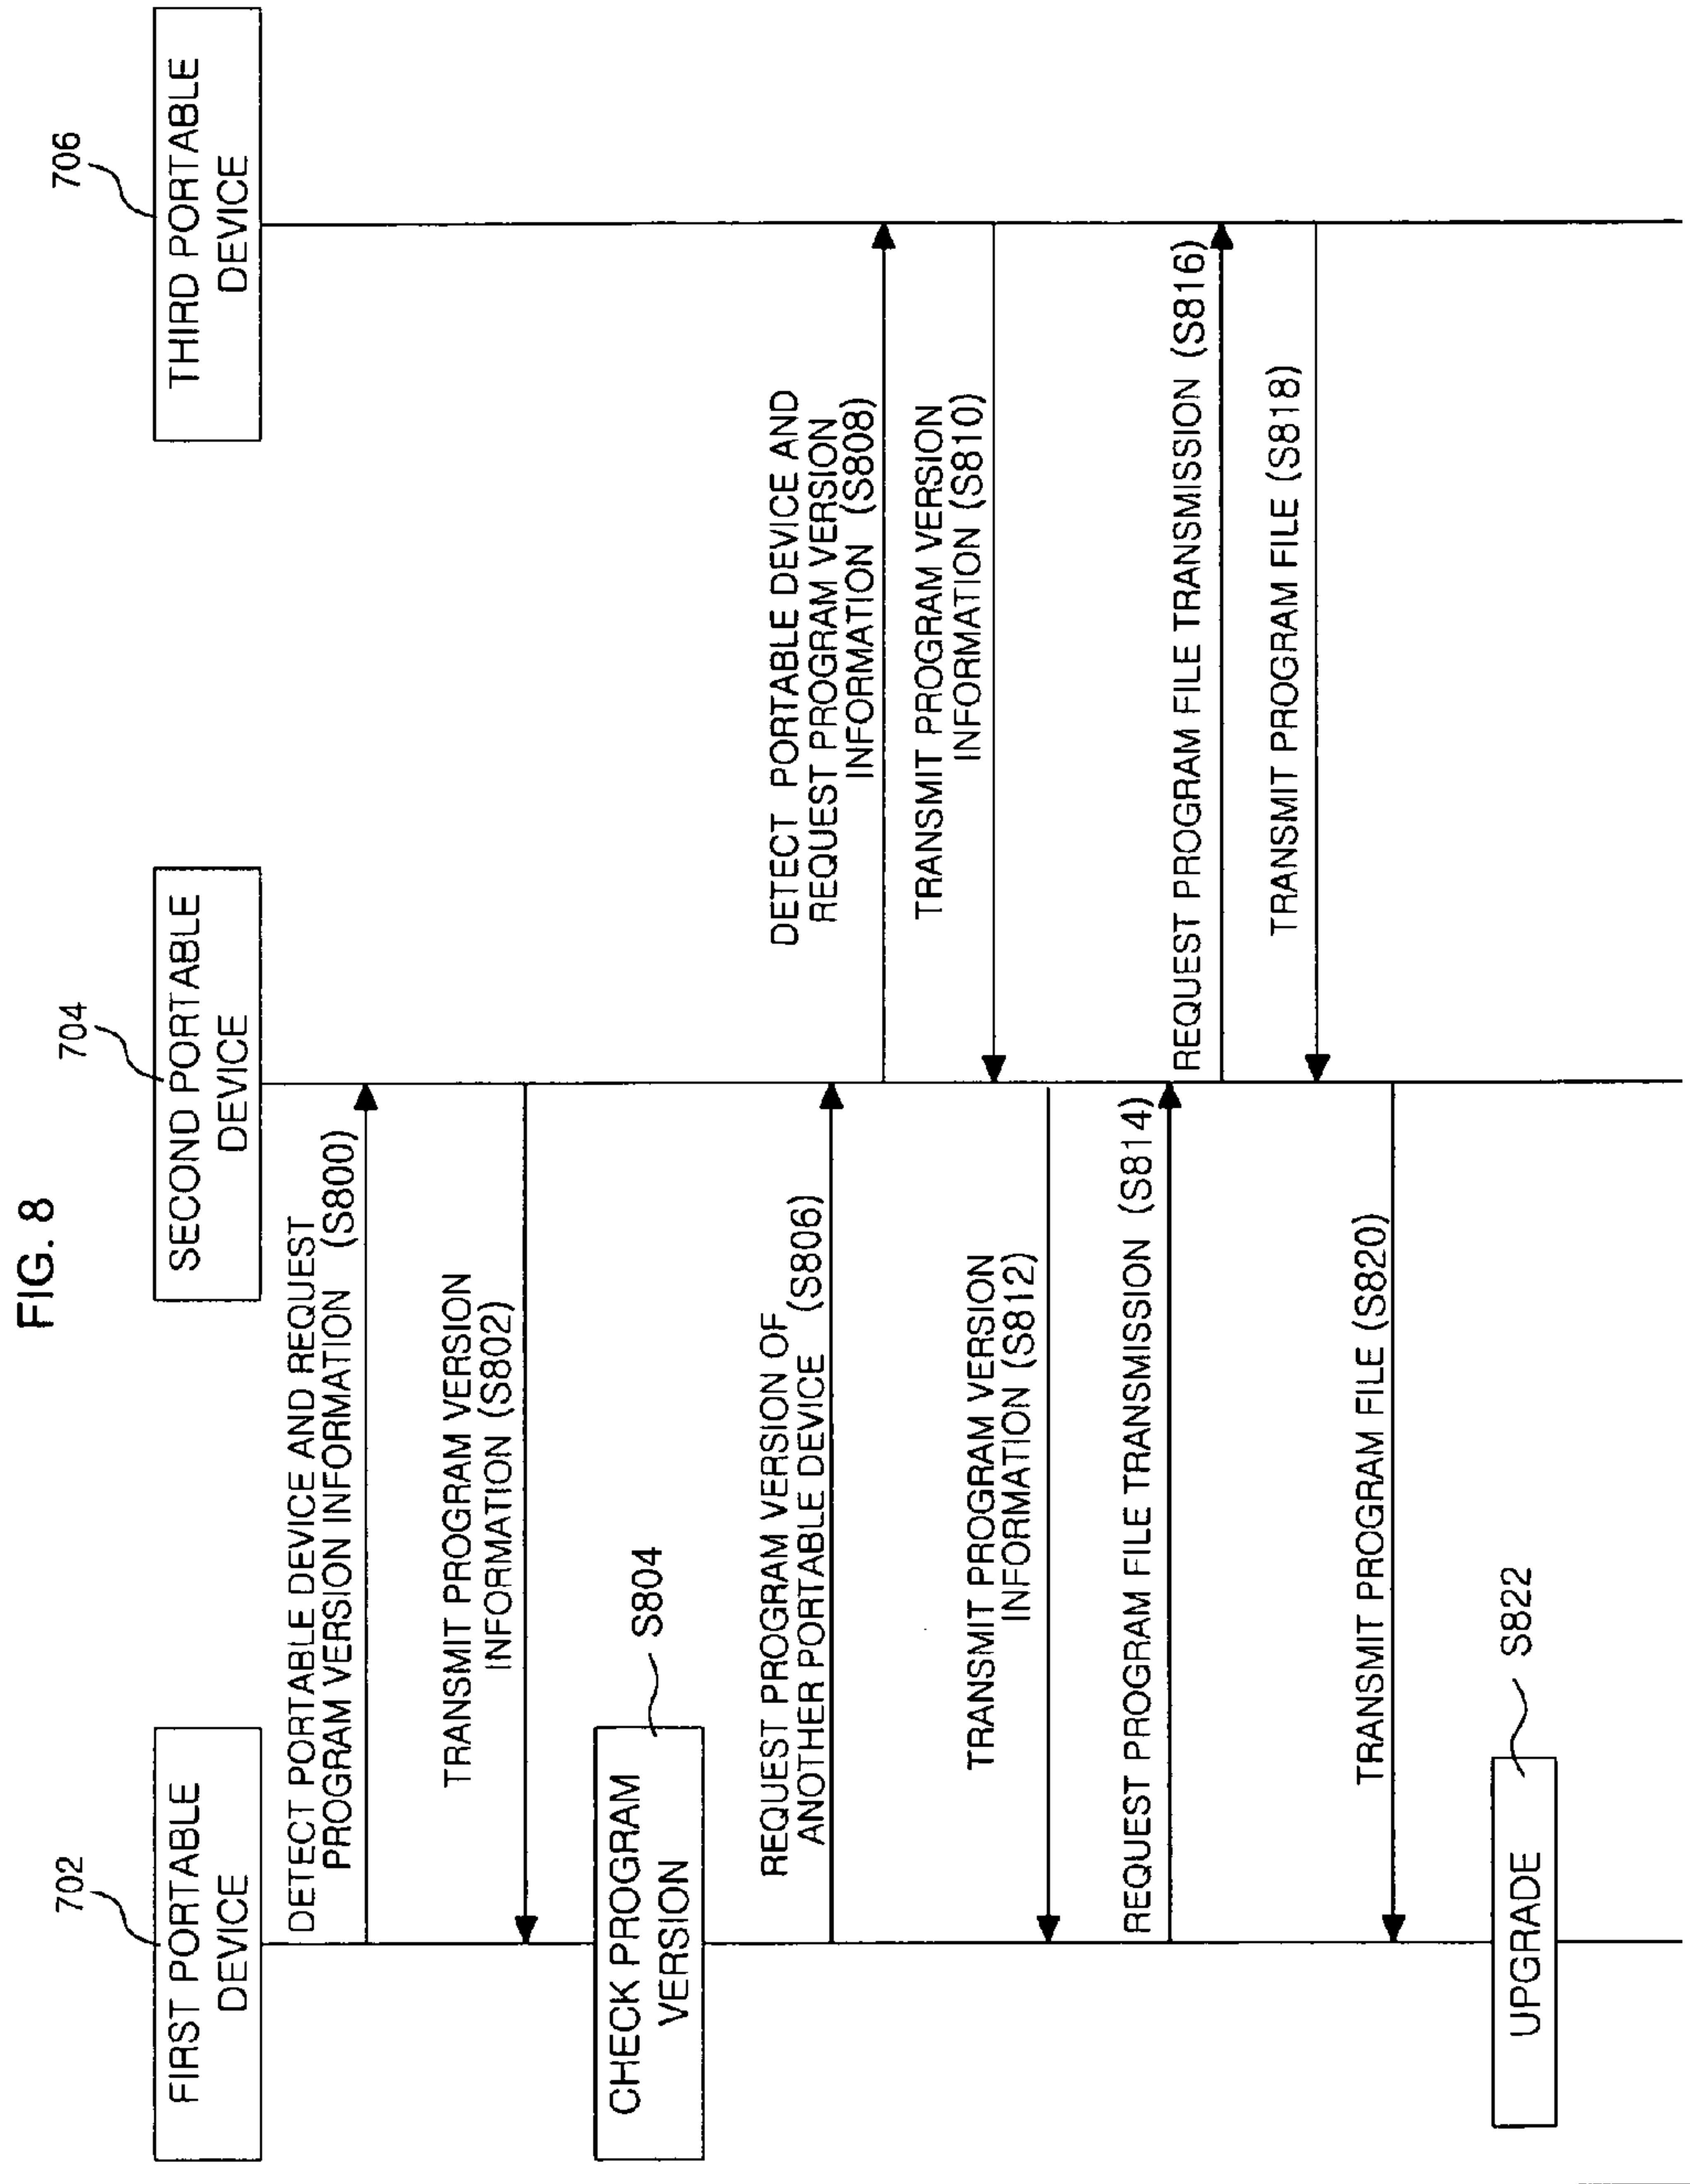 FIG. 8
702
704
706
FIRST PORTABLE
DEVICE
SECOND PORTABLE
DEVICE
THIRD PORTABLE
DEVICE
DETECT PORTABLE DEVICE AND REQUEST
PROGRAM VERSION INFORMATION (S800)
TRANSMIT PROGRAM VERSION
INFORMATION (S802)
CHECK PROGRAM
VERSION
S804
REQUEST PROGRAM VERSION OF
ANOTHER PORTABLE DEVICE (S806)
DETECT PORTABLE DEVICE AND
REQUEST PROGRAM VERSION
INFORMATION (S808)
TRANSMIT PROGRAM VERSION
INFORMATION (S810)
TRANSMIT PROGRAM VERSION
INFORMATION (S812)
REQUEST PROGRAM FILE TRANSMISSION (S814)
REQUEST PROGRAM FILE TRANSMISSION (S816)
TRANSMIT PROGRAM FILE (S818)
TRANSMIT PROGRAM FILE (S820)
UPGRADE
S822